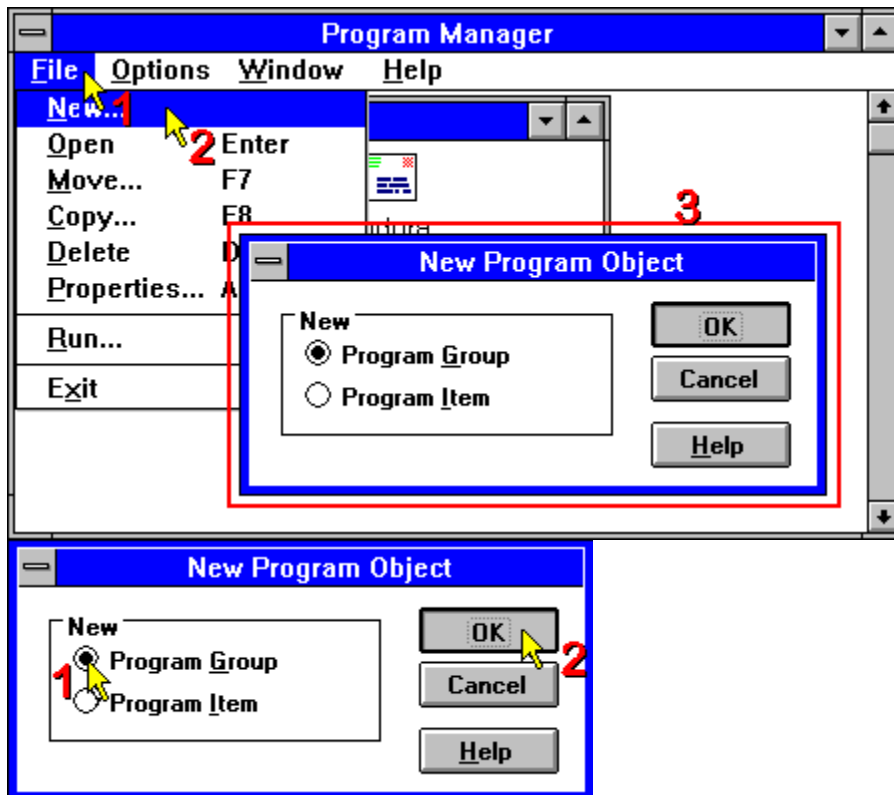 Program Manager
File Options Window Help
1
New...
2
Open Enter
Move... F7
Copy... F8
Delete D
Properties... A
Run...
Exit
3
New Program Object
New
Program Group
Program Item
OK
Cancel
Help
New Program Object
New
1
Program Group
Program Item
OK
2
Cancel
Help